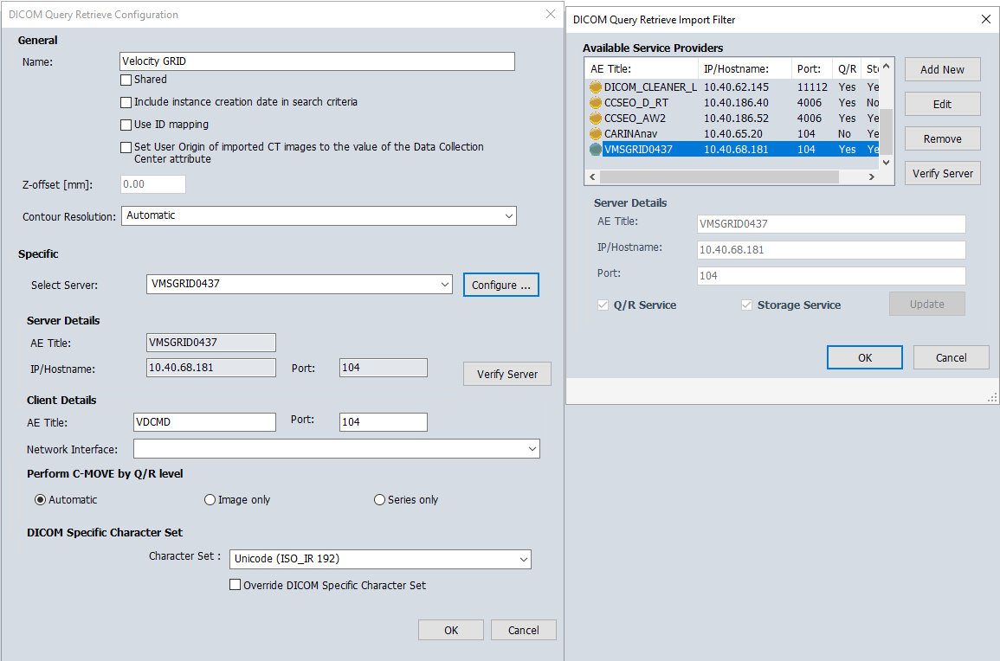 DICOM Query Retrieve Configuration
General
Name: Velocity GRID
Shared
Include instance creation date in search criteria
Use ID mapping
Set User Origin of imported CT images to the value of the Data Collection
Center attribute
Z-offset [mm]: 0.00
Contour Resolution: Automatic
Specific
Select Server: VMSGRID0437 Configure ...
Server Details
AE Title: VMSGRID0437
IP/Hostname: 10.40.68.181 Port: 104 Verify Server
Client Details
AE Title: VDCMD Port: 104
Network Interface:
Perform C-MOVE by Q/R level
Automatic Image only Series only
DICOM Specific Character Set
Character Set : Unicode (ISO_IR 192)
Override DICOM Specific Character Set
OK Cancel
DICOM Query Retrieve Import Filter
Available Service Providers
AE Title: IP/Hostname: Port: Q/R Sto
DICOM_CLEANER_L 10.40.62.145 11112 Yes Ye
CCSEO_D_RT 10.40.186.40 4006 Yes No
CCSEO_AW2 10.40.186.52 4006 Yes Ye
CARINAnav 10.40.65.20 104 No Ye
VMSGRID0437 10.40.68.181 104 Yes Ye
Add New
Edit
Remove
Verify Server
Server Details
AE Title: VMSGRID0437
IP/Hostname: 10.40.68.181
Port: 104
Q/R Service Storage Service Update
OK Cancel